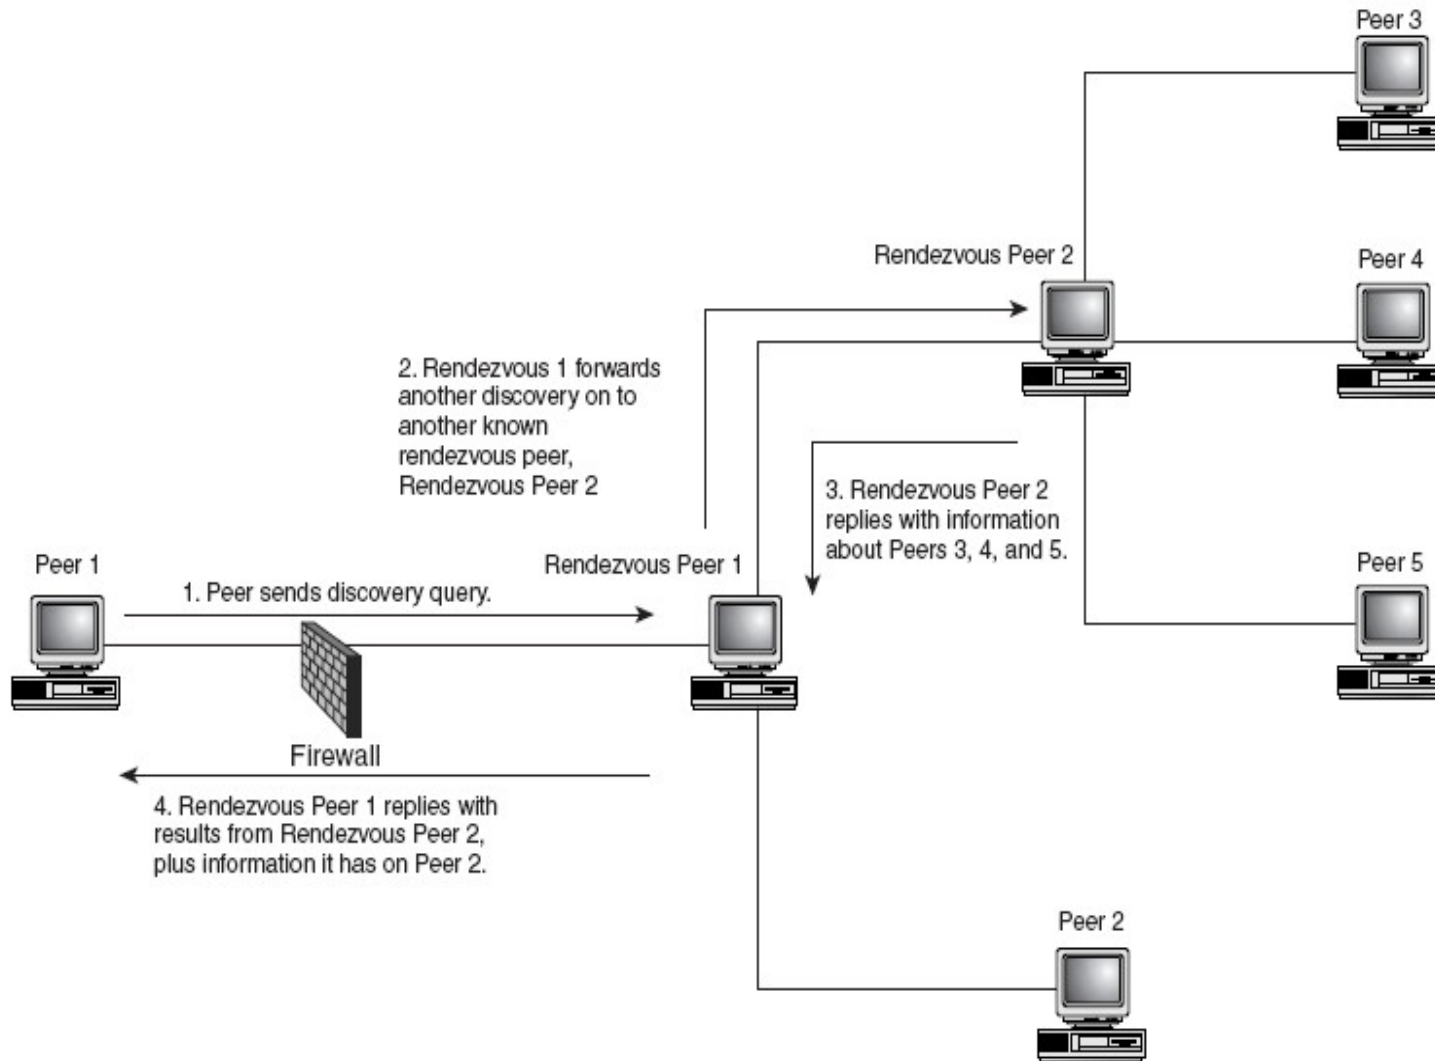 Peer 3
Rendezvous Peer 2
Peer 4
2. Rendezvous 1 forwards
another discovery on to
another known
rendezvous peer,
Rendezvous Peer 2
3. Rendezvous Peer 2
replies with information
about Peers 3, 4, and 5.
Peer 1
Rendezvous Peer 1
Peer 5
1. Peer sends discovery query.
Firewall
4. Rendezvous Peer 1 replies with
results from Rendezvous Peer 2,
plus information it has on Peer 2.
Peer 2